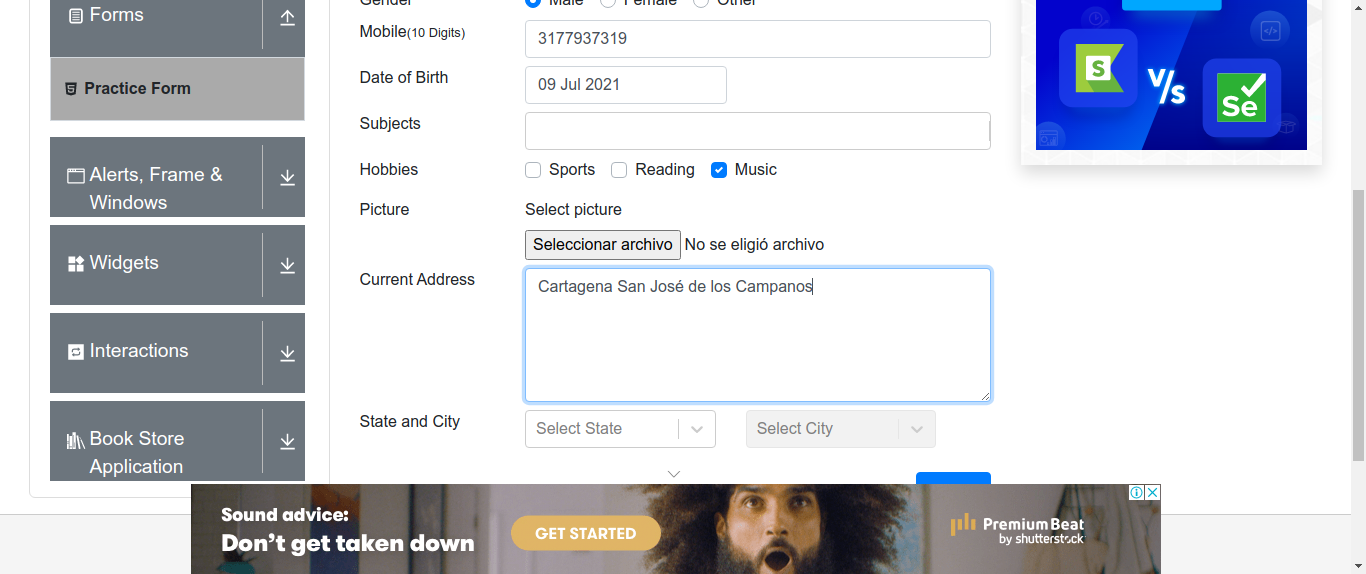 Forms
Practice Form
Alerts, Frame &
Windows
Widgets
Interactions
Book Store
Application
Gender Male Female Other
Mobile(10 Digits) 3177937319
Date of Birth 09 Jul 2021
Subjects
Hobbies Sports Reading Music
Picture Select picture
Seleccionar archivo No se eligió archivo
Current Address Cartagena San José de los Campanos
State and City Select State Select City
S V/s Se
Sound advice:
Don't get taken down
GET STARTED
PremiumBeat
by shutterstock